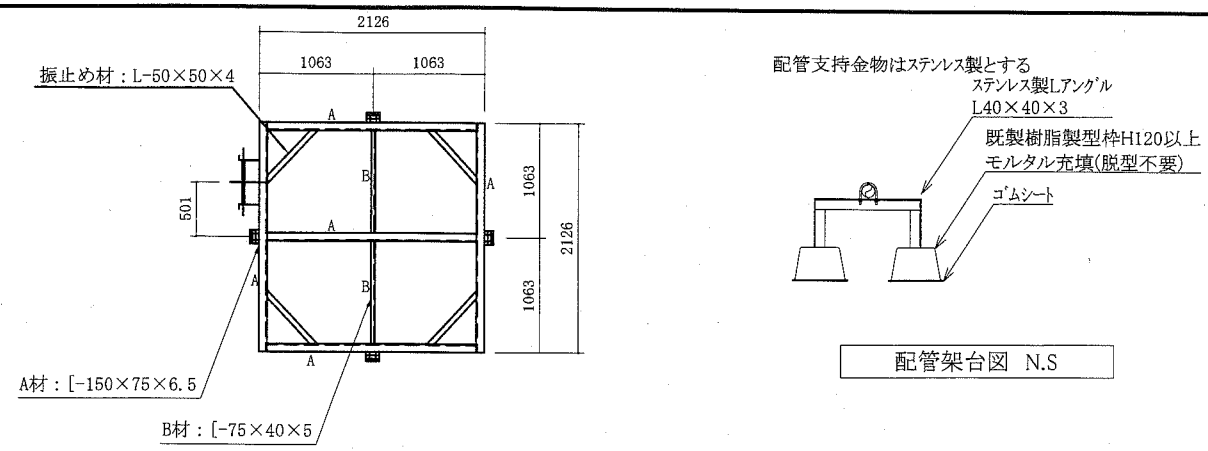 2126
1063
1063
振止め材：L-50×50×4
A
B
A
1063
501
A
2126
A
B
1063
A
A材：[-150×75×6.5
B材：[-75×40×5
配管支持金物はステンレス製とする
ステンレス製Lアングル
L40×40×3
既製樹脂製型枠H120以上
モルタル充填(脱型不要)
ゴムシート
配管架台図 N.S